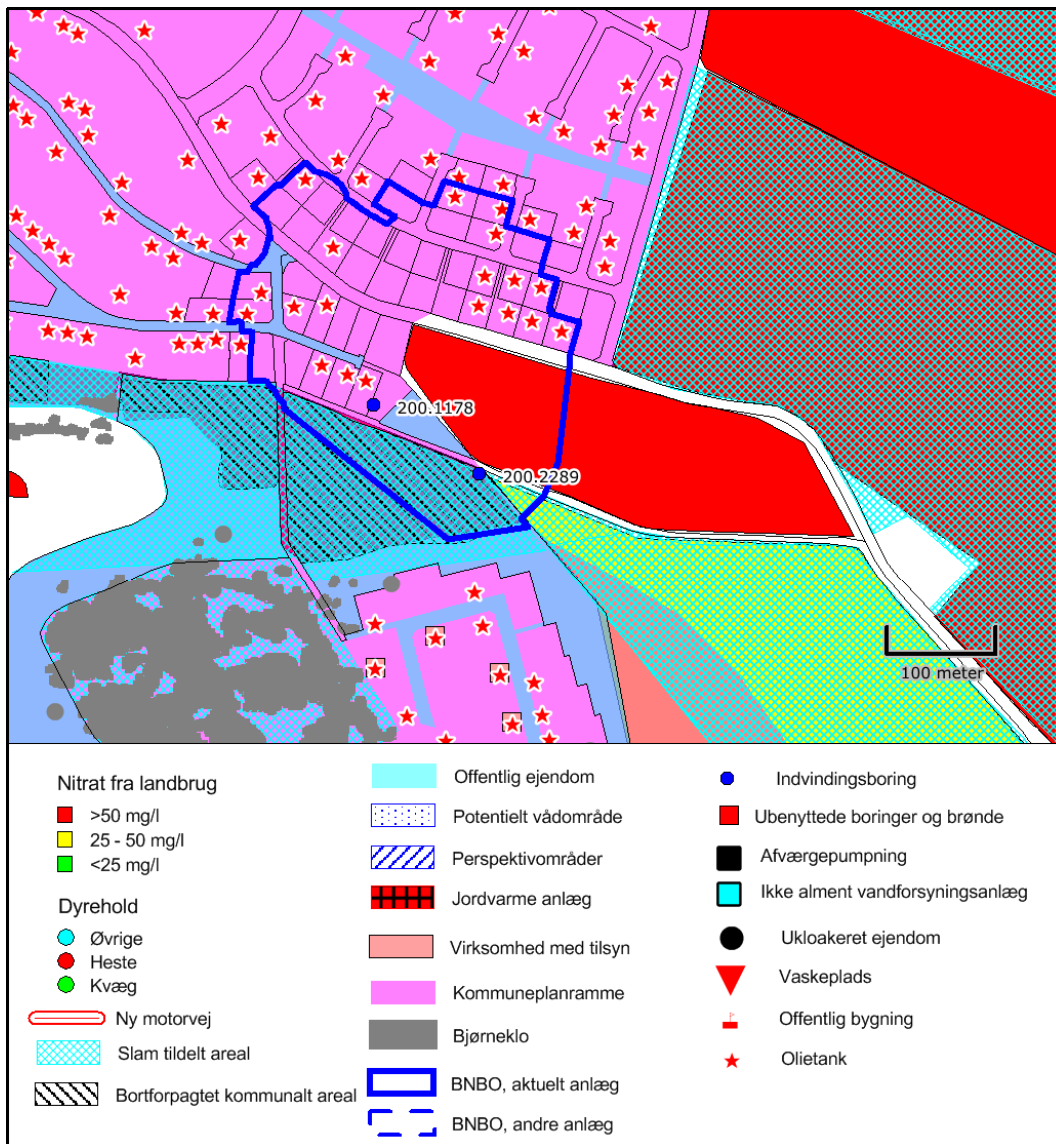 200.1178
200.2289
100 meter
Nitrat fra landbrug
>50 mg/l
25 - 50 mg/l
<25 mg/l
Dyrehold
Øvrige
Heste
Kvæg
Ny motorvej
Slam tildelt areal
Bortforpagtet kommunalt areal
Offentlig ejendom
Potentielt vådområde
Perspektivområder
Jordvarme anlæg
Virksomhed med tilsyn
Kommuneplanramme
Bjørneklo
BNBO, aktuelt anlæg
BNBO, andre anlæg
Indvindingsboring
Ubenyttede boringer og brønde
Afværgepumpning
Ikke alment vandforsyningsanlæg
Ukloakeret ejendom
Vaskeplads
Offentlig bygning
Olietank